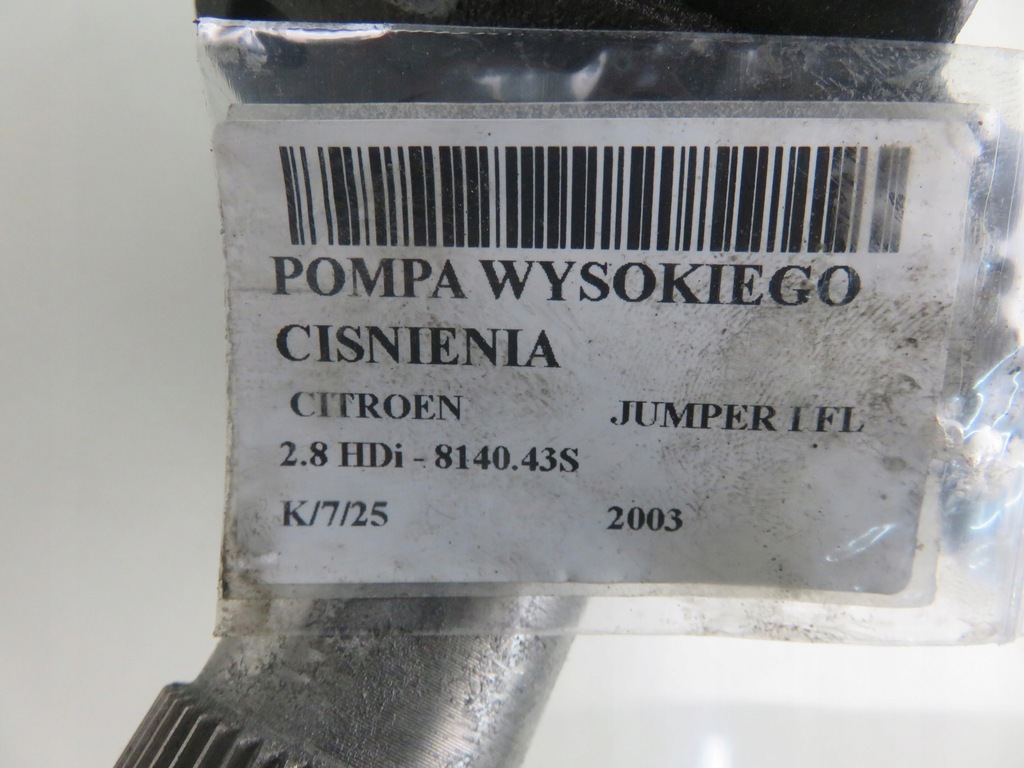 POMPA WYSOKIEGO
CISNIENIA
CITROEN JUMPER I FL
2.8 HDi - 8140.43S
K/7/25 2003